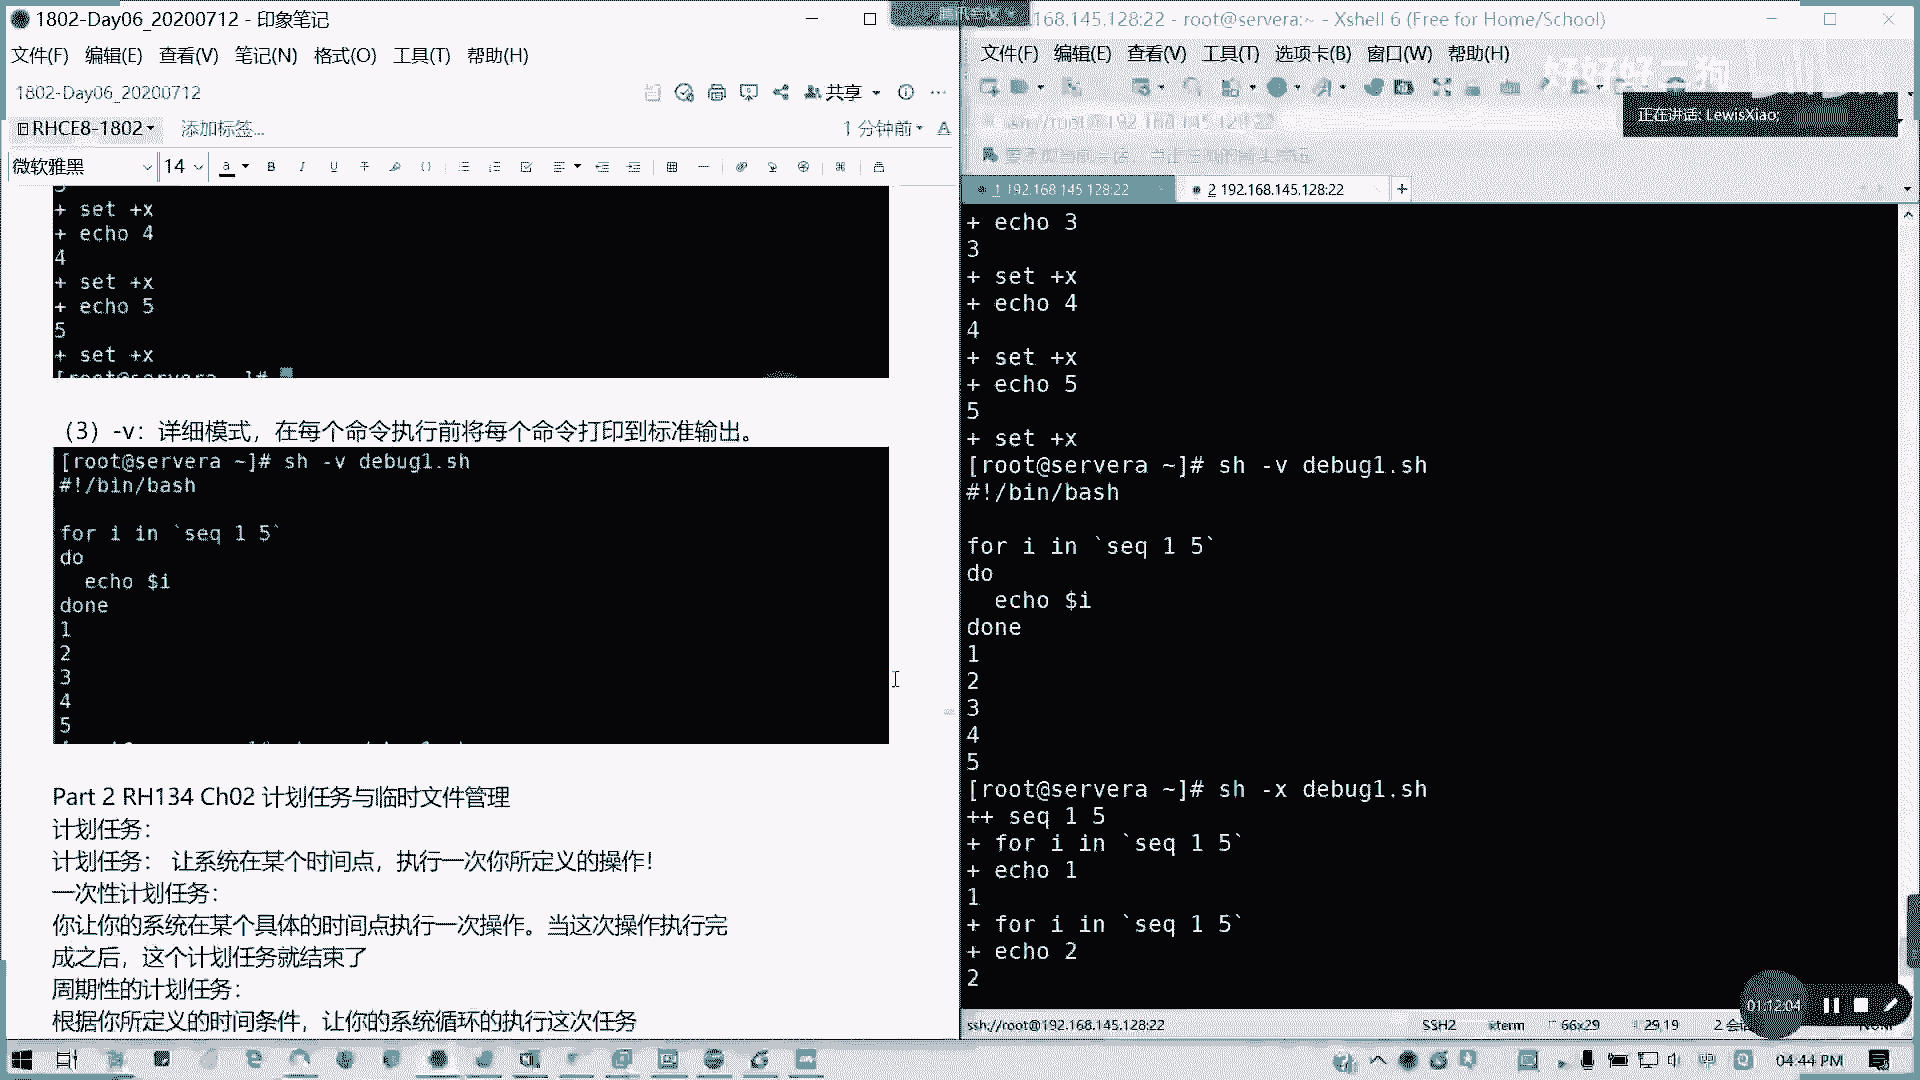 1802-Day06_20200712 - 印象笔记
文件(F) 编辑(E) 查看(V) 笔记(N) 格式(O) 工具(T) 帮助(H)
1802-Day06_20200712
共享
RHCE8-1802 添加标签...
1 分钟前
微软雅黑 14
+ set +x
+ echo 4
4
+ set +x
+ echo 5
5
+ set +x
[root@servera ~]#
（3）-v：详细模式，在每个命令执行前将每个命令打印到标准输出。
[root@servera ~]# sh -v debug1.sh
#!/bin/bash
for i in `seq 1 5`
do
echo $i
done
1
2
3
4
5
Part 2 RH134 Ch02 计划任务与临时文件管理
计划任务：
计划任务： 让系统在某个时间点，执行一次你所定义的操作！
一次性计划任务：
你让你的系统在某个具体的时间点执行一次操作。当这次操作执行完
成之后，这个计划任务就结束了
周期性的计划任务：
根据你所定义的时间条件，让你的系统循环的执行这次任务
168.145.128:22 - root@servera:~ - Xshell 6 (Free for Home/School)
文件(F) 编辑(E) 查看(V) 工具(T) 选项卡(B) 窗口(W) 帮助(H)
好好好二狗
正在讲话: LewisXiao;
1 192.168.145.128:22
2 192.168.145.128:22
+ echo 3
3
+ set +x
+ echo 4
4
+ set +x
+ echo 5
5
+ set +x
[root@servera ~]# sh -v debug1.sh
#!/bin/bash
for i in `seq 1 5`
do
echo $i
done
1
2
3
4
5
[root@servera ~]# sh -x debug1.sh
++ seq 1 5
+ for i in `seq 1 5`
+ echo 1
1
+ for i in `seq 1 5`
+ echo 2
2
01:12:04
ssh://root@192.168.145.128:22 SSH2 xterm 66x29 29,19
04:44 PM